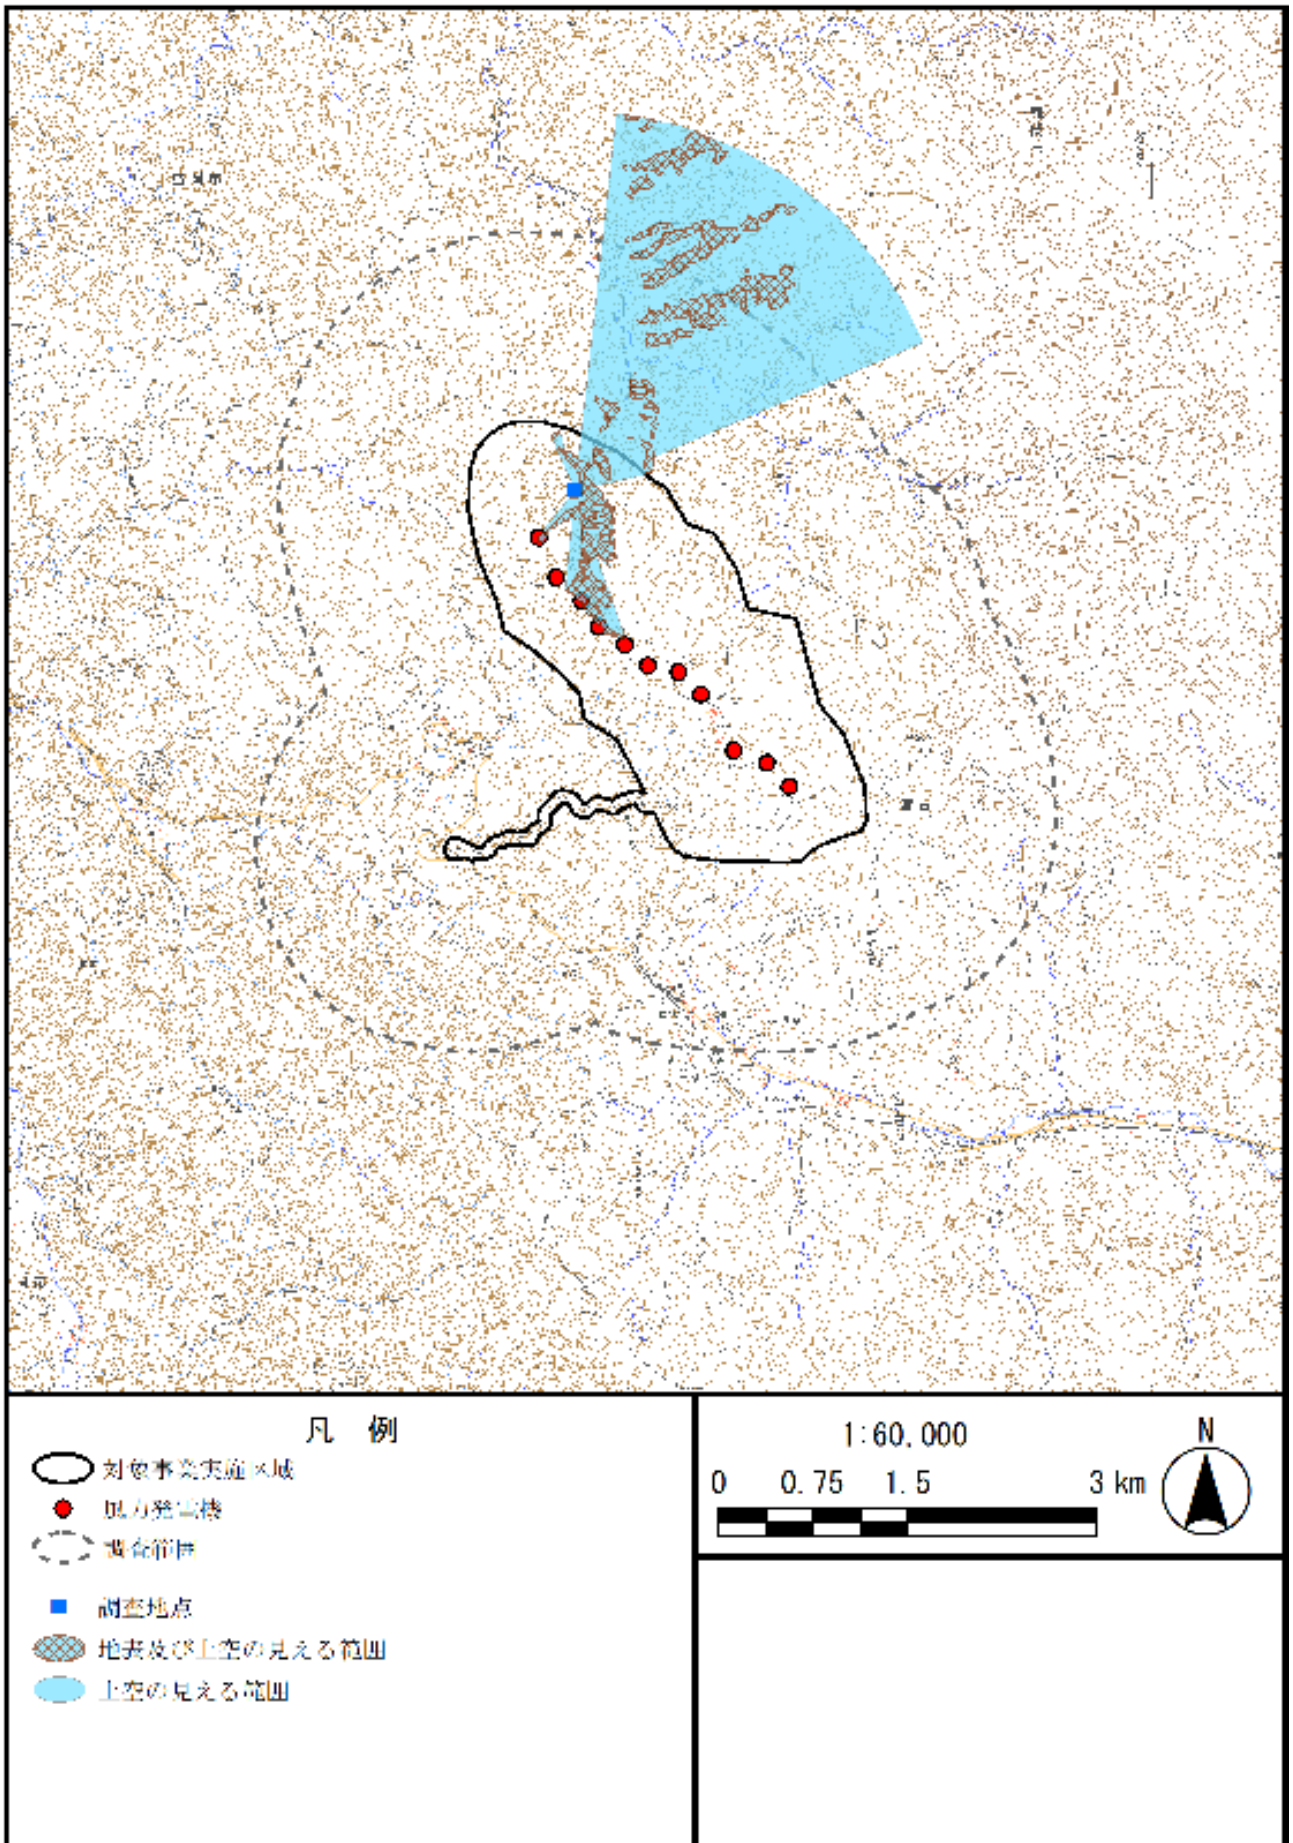 凡 例
対象事業実施区域
風力発電機
調査範囲
調査地点
地表及び上空の見える範囲
上空の見える範囲
1:60,000
0 0.75 1.5 3 km
N